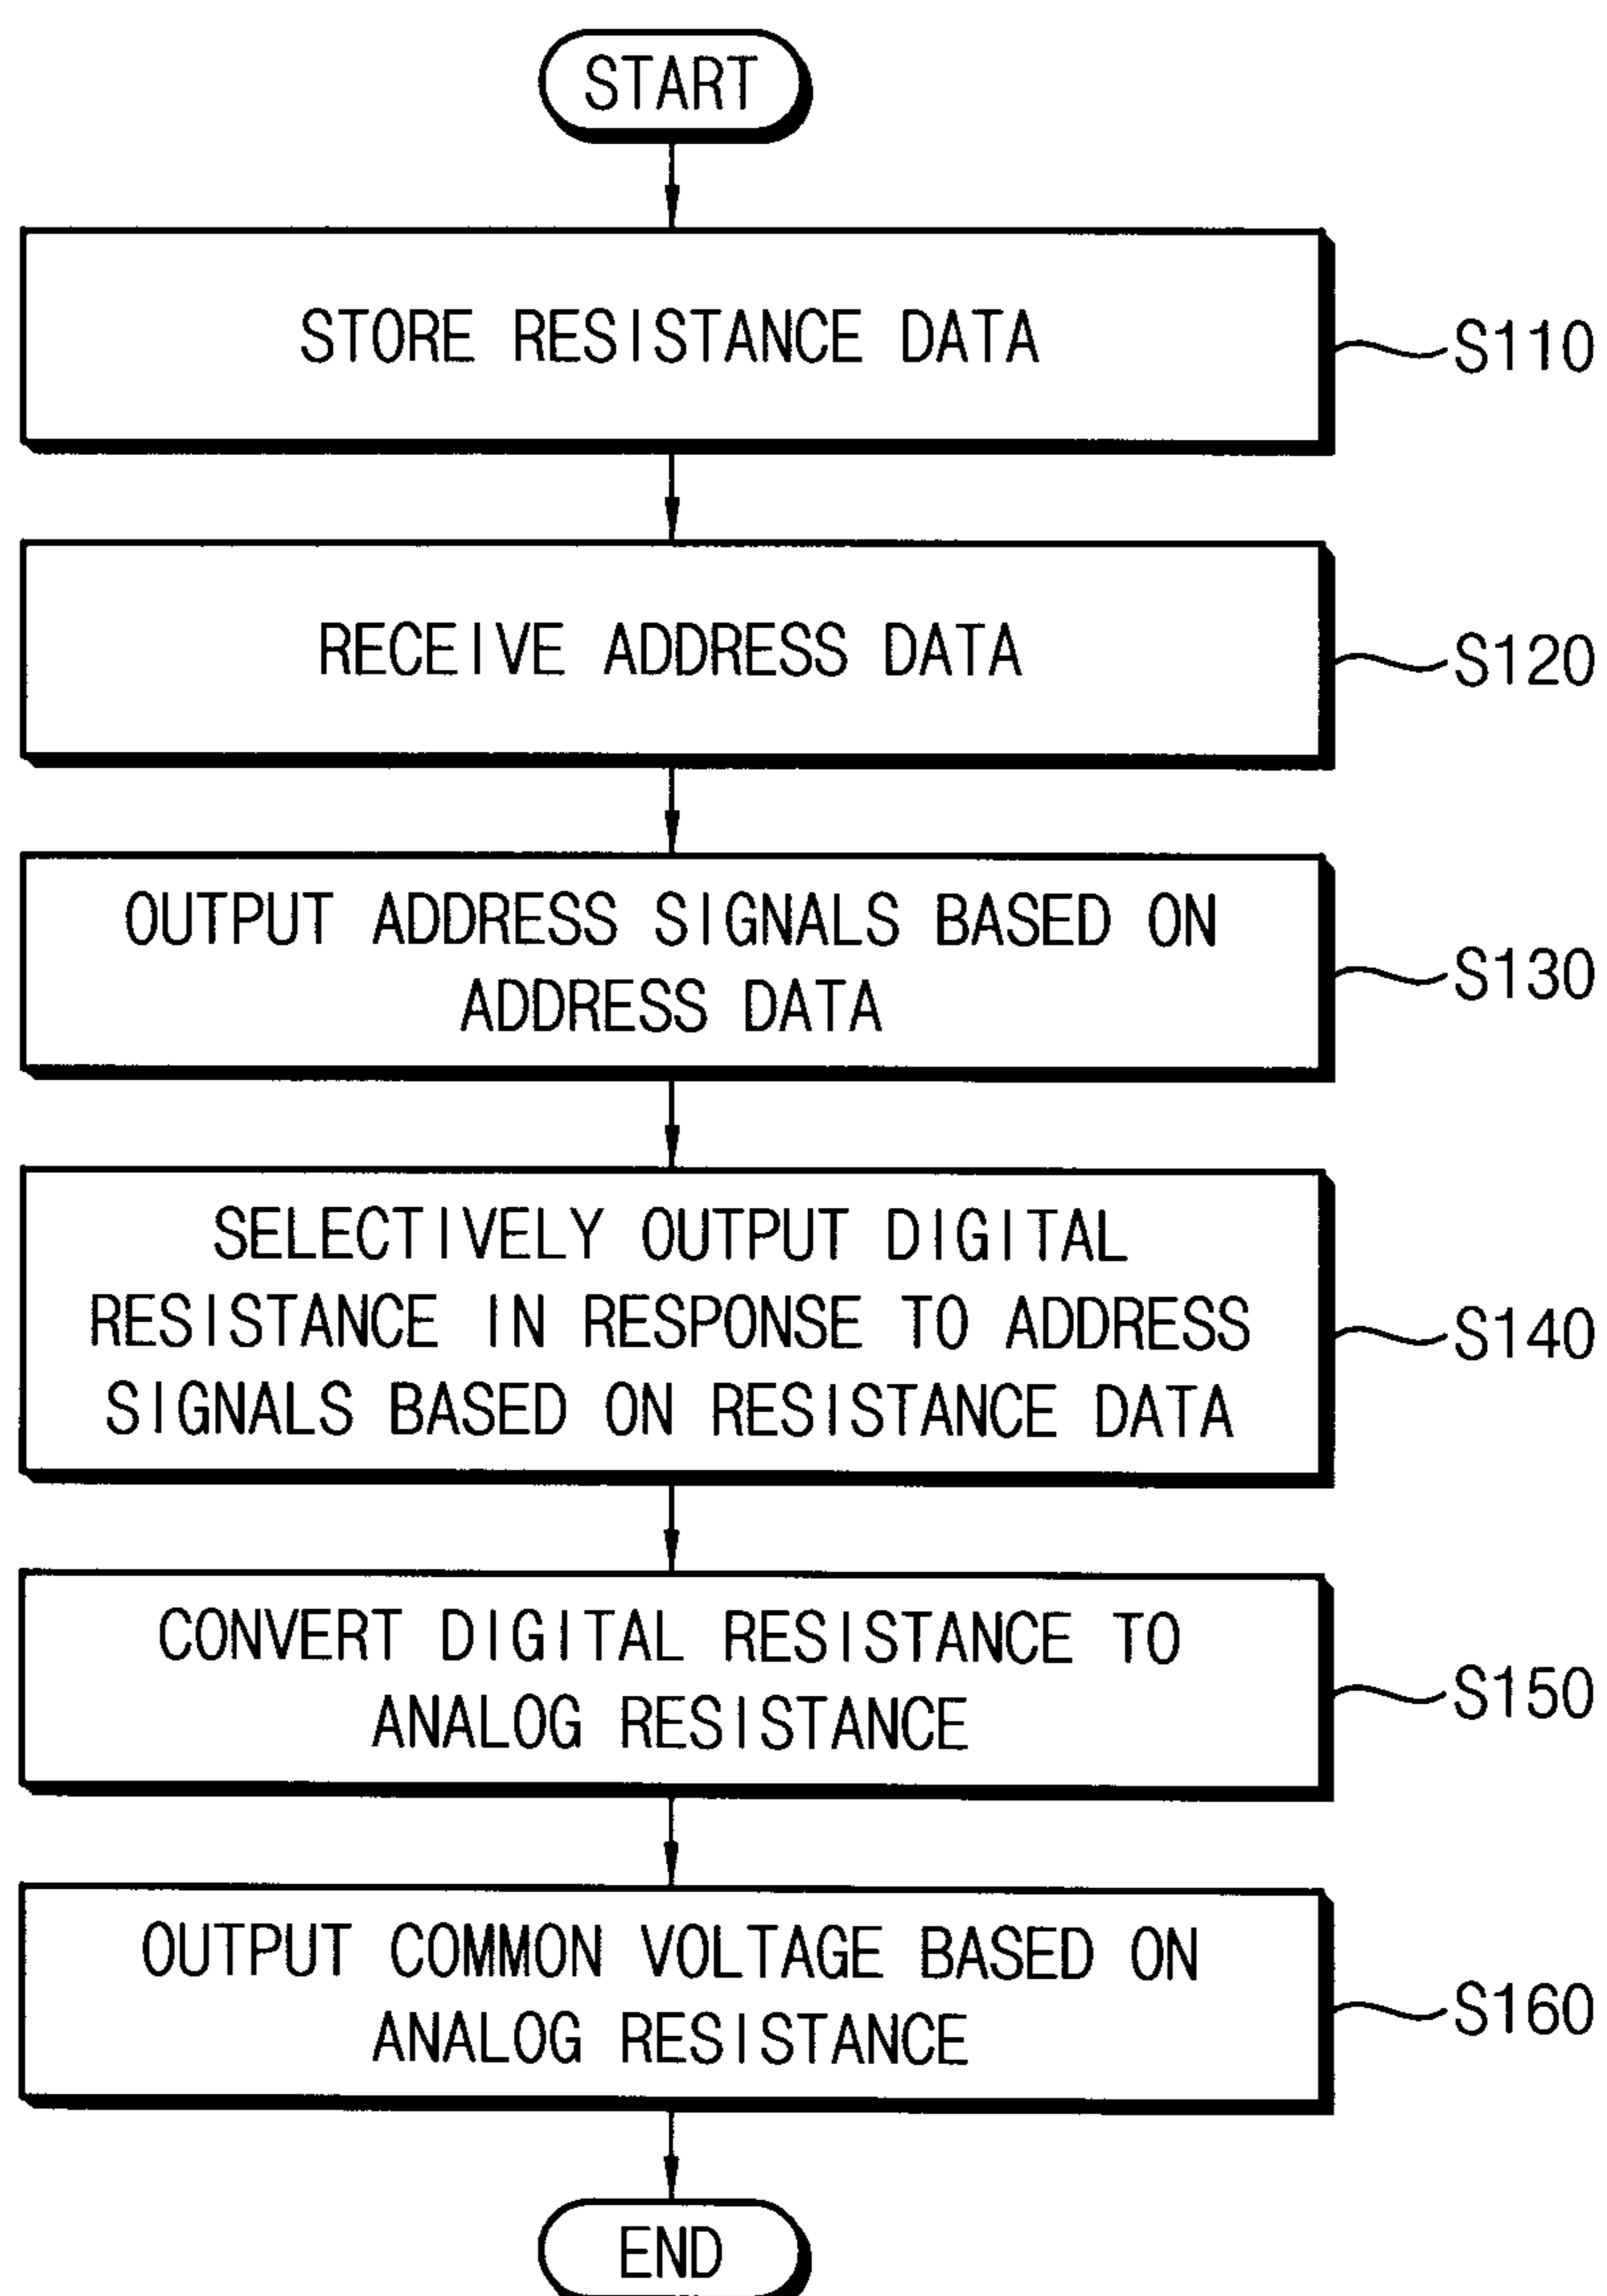 START
STORE RESISTANCE DATA
S110
RECEIVE ADDRESS DATA
S120
OUTPUT ADDRESS SIGNALS BASED ON
ADDRESS DATA
S130
SELECTIVELY OUTPUT DIGITAL
RESISTANCE IN RESPONSE TO ADDRESS
SIGNALS BASED ON RESISTANCE DATA
S140
CONVERT DIGITAL RESISTANCE TO
ANALOG RESISTANCE
S150
OUTPUT COMMON VOLTAGE BASED ON
ANALOG RESISTANCE
S160
END